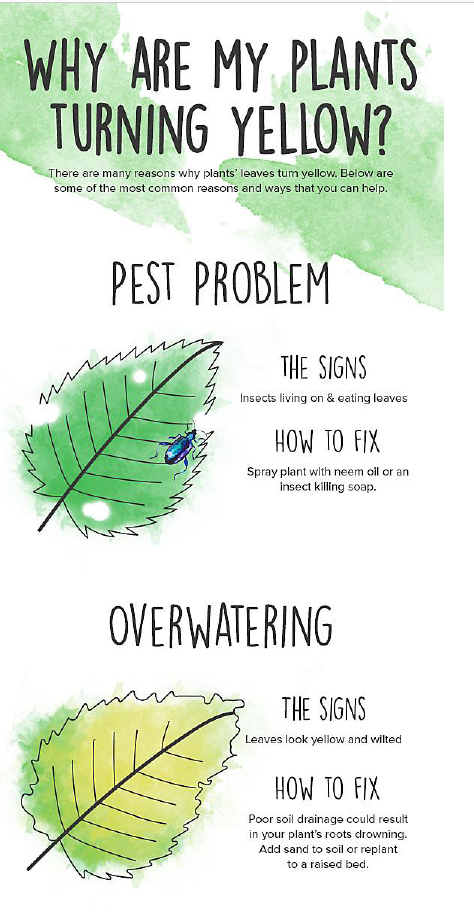 WHY ARE MY PLANTS
TURNING YELLOW?
There are many reasons why plants' leaves turn yellow. Below are
some of the most common reasons and ways that you can help.
PEST PROBLEM
THE SIGNS
Insects living on & eating leaves
HOW TO FIX
Spray plant with neem oil or an
insect killing soap.
OVERWATERING
THE SIGNS
Leaves look yellow and wilted
HOW TO FIX
Poor soil drainage could result
in your plant's roots drowning.
Add sand to soil or replant
to a raised bed.